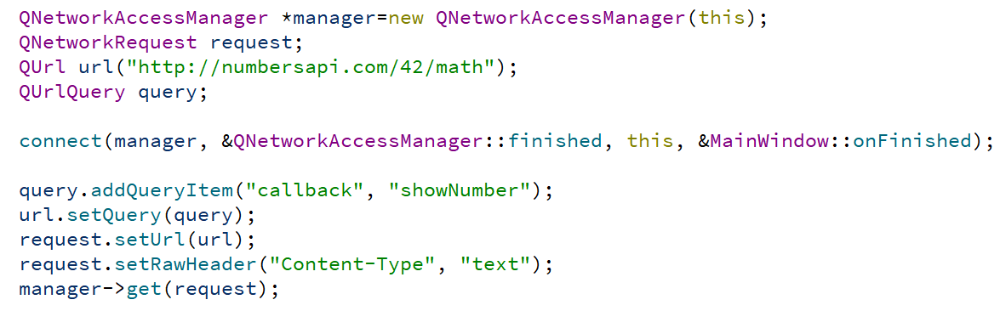 QNetworkAccessManager *manager=new QNetworkAccessManager(this);
QNetworkRequest request;
QUrl url("http://numbersapi.com/42/math");
QUrlQuery query;
connect(manager, &QNetworkAccessManager::finished, this, &MainWindow::onFinished);
query.addQueryItem("callback", "showNumber");
url.setQuery(query);
request.setUrl(url);
request.setRawHeader("Content-Type", "text");
manager->get(request);